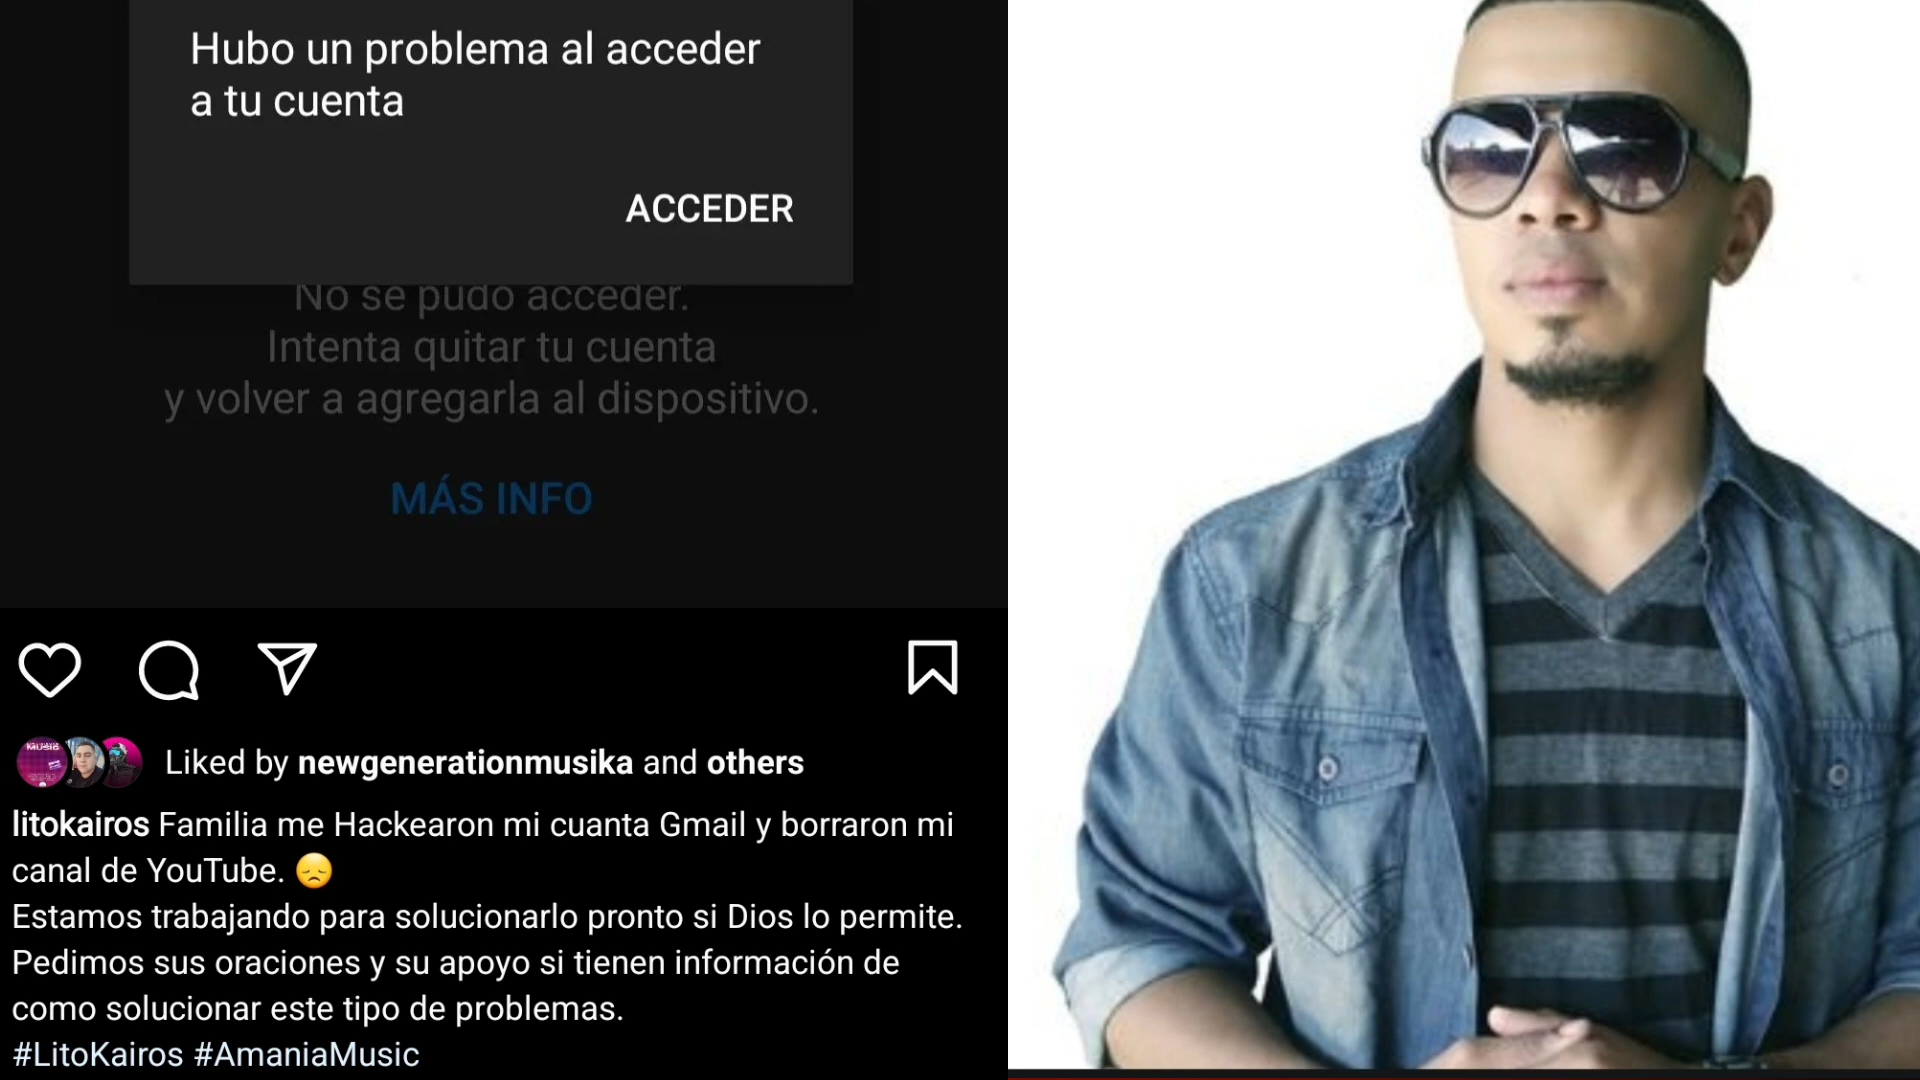 Hubo un problema al acceder
a tu cuenta
ACCEDER
No se pudo acceder.
Intenta quitar tu cuenta
y volver a agregarla al dispositivo.
MÁS INFO
Liked by newgenerationmusika and others
litokairos Familia me Hackearon mi cuanta Gmail y borraron mi
canal de YouTube. 😞
Estamos trabajando para solucionarlo pronto si Dios lo permite.
Pedimos sus oraciones y su apoyo si tienen información de
como solucionar este tipo de problemas.
#LitoKairos #AmaniaMusic